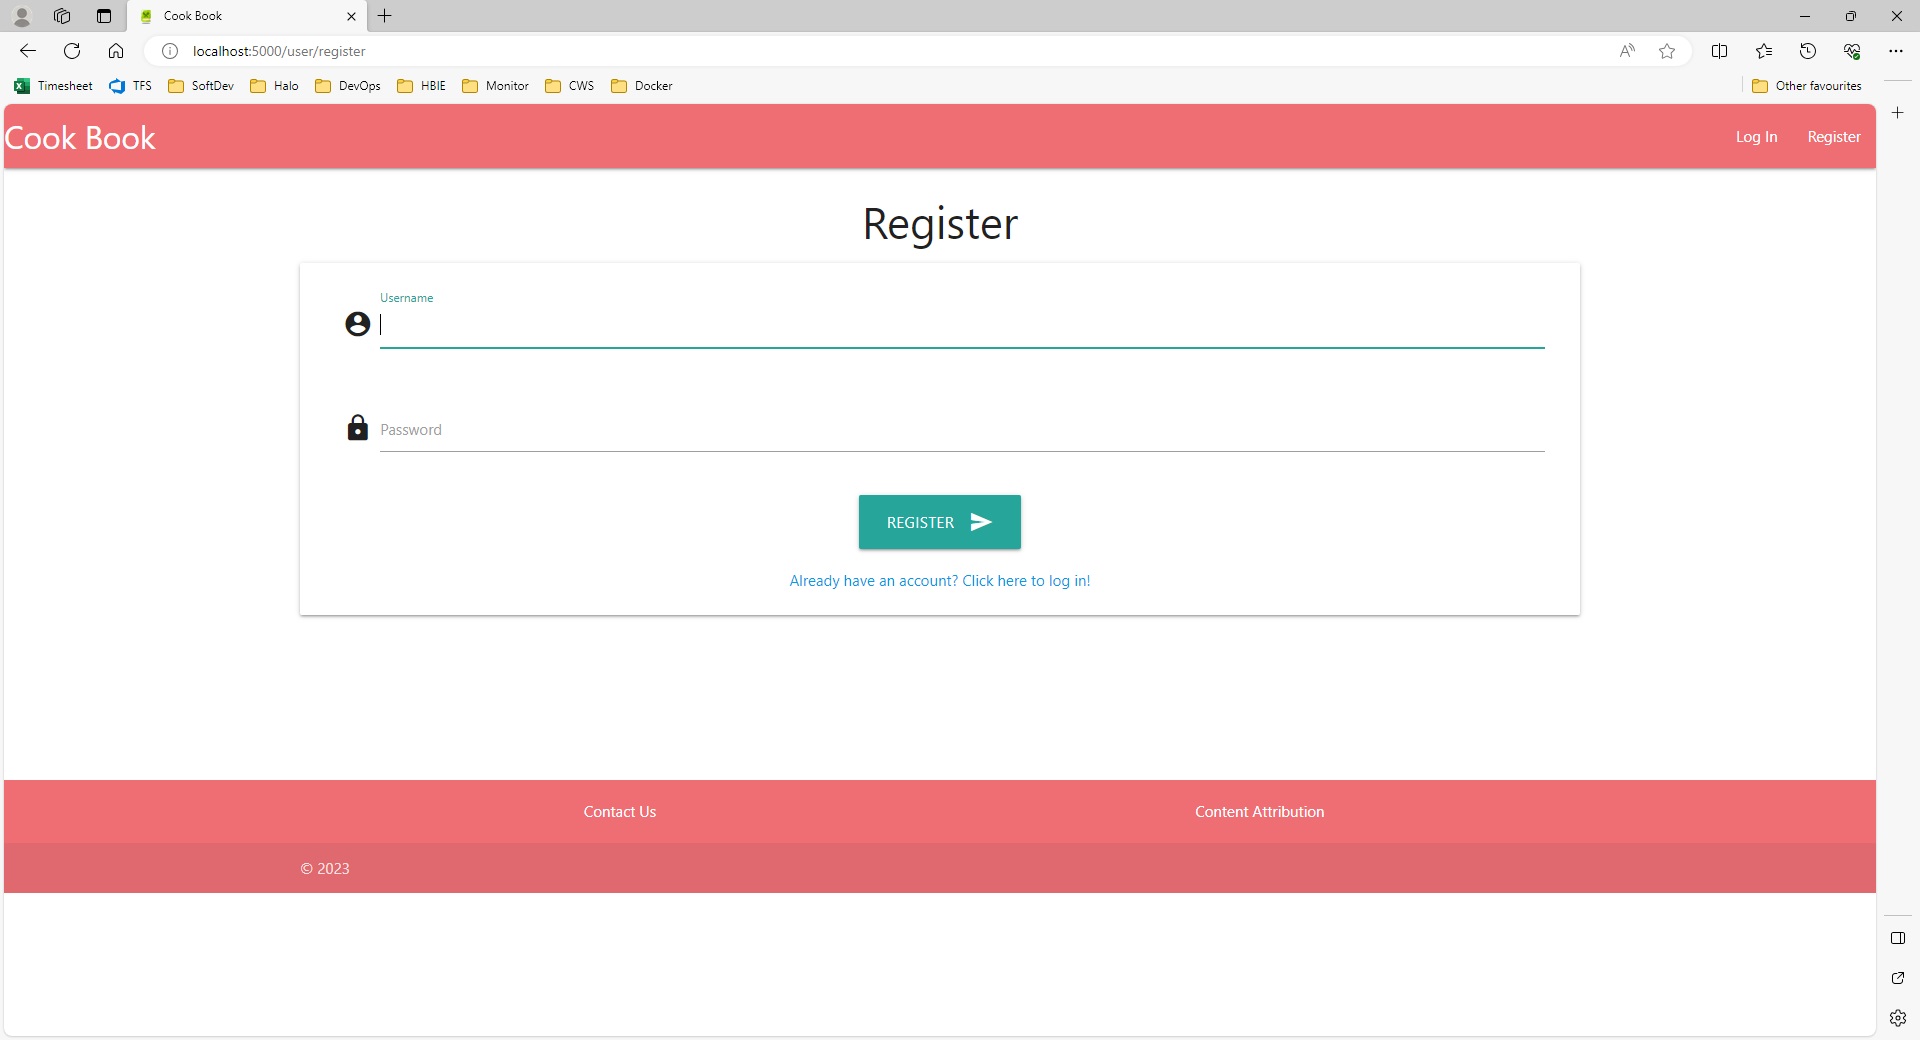 Cook Book
localhost:5000/user/register
Timesheet TFS SoftDev Halo DevOps HBIE Monitor CWS Docker Other favourites
Cook Book
Log In Register
Register
Username
Password
REGISTER
Already have an account? Click here to log in!
Contact Us Content Attribution
© 2023